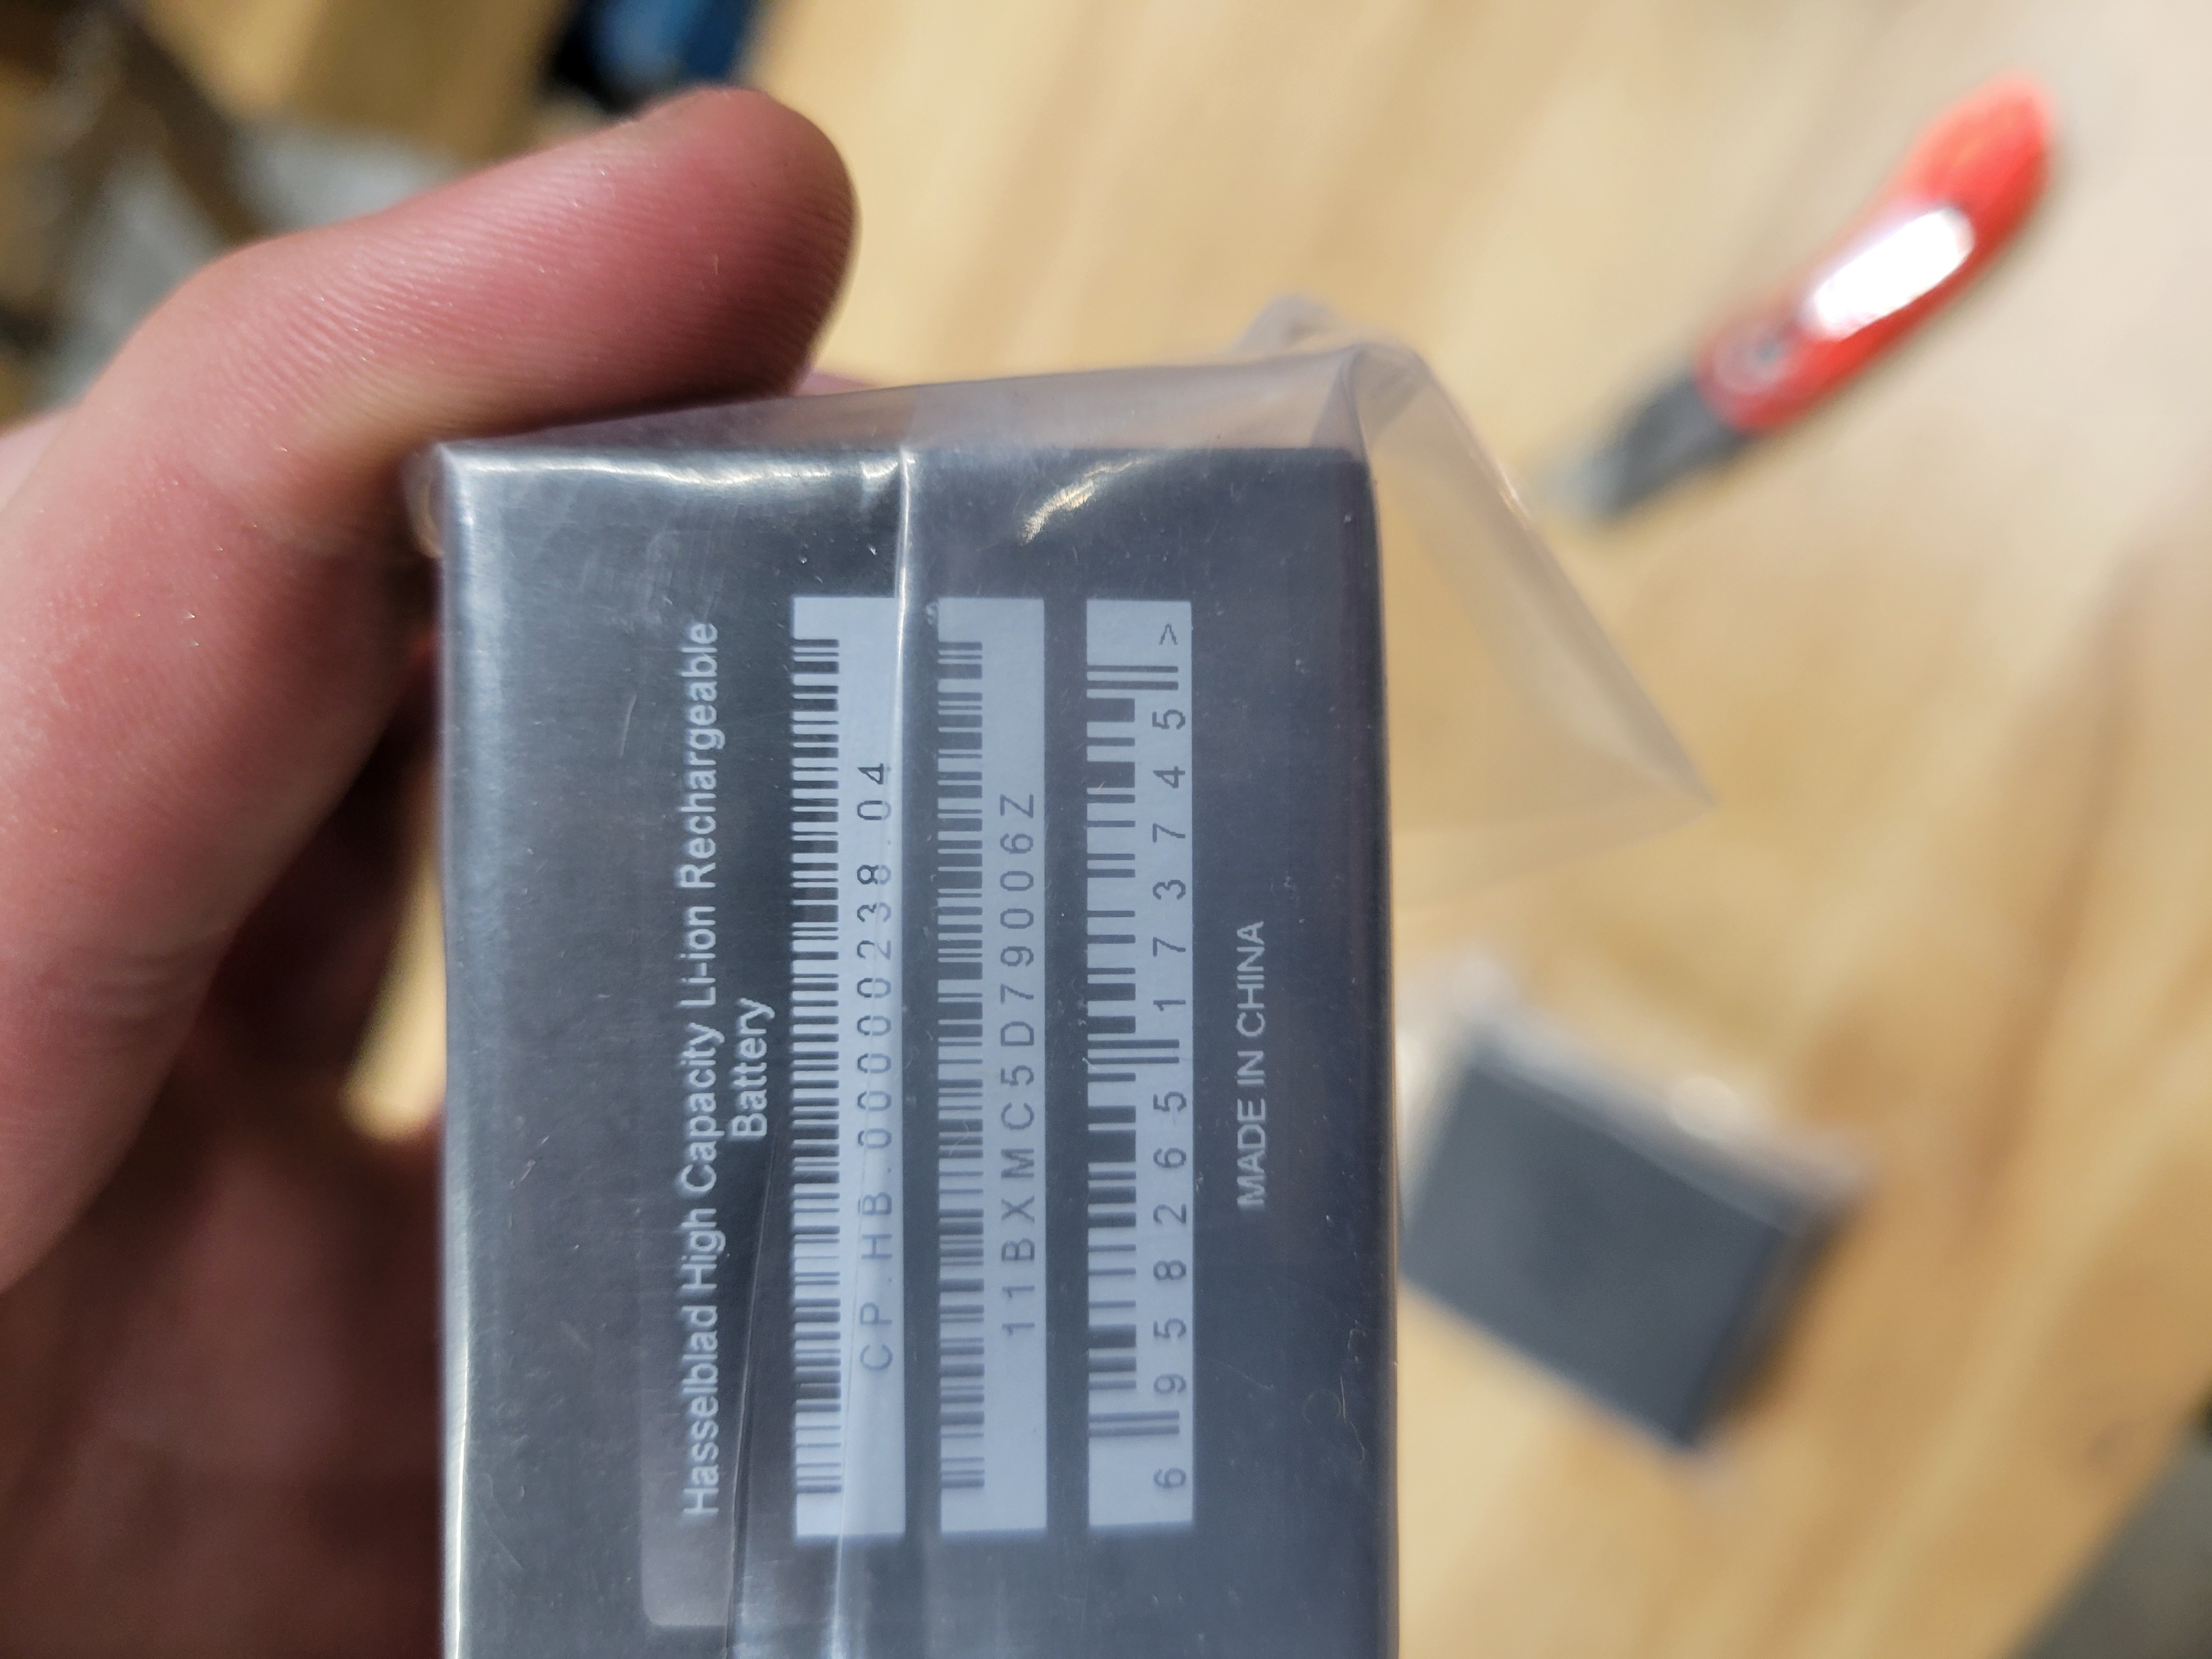 Hasselblad High Capacity Li-ion Rechargeable
Battery
CP.HB.00000238.04
11BXMC5D79006Z
6 958265 173745 >
MADE IN CHINA